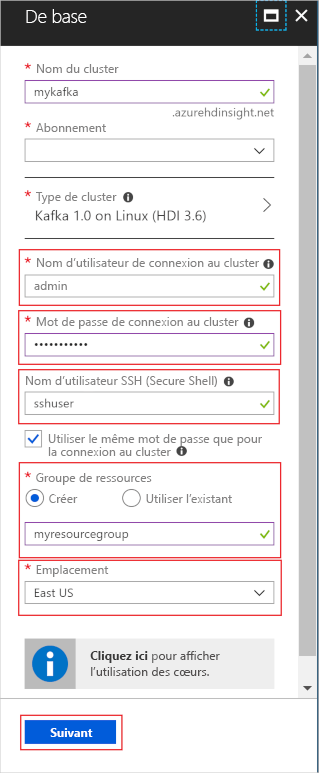 De base
* Nom du cluster
mykafka
.azurehdinsight.net
* Abonnement
* Type de cluster
Kafka 1.0 on Linux (HDI 3.6)
* Nom d'utilisateur de connexion au cluster
admin
* Mot de passe de connexion au cluster
•••••••••••
Nom d'utilisateur SSH (Secure Shell)
sshuser
Utiliser le même mot de passe que pour
la connexion au cluster
* Groupe de ressources
Créer Utiliser l'existant
myresourcegroup
* Emplacement
East US
Cliquez ici pour afficher
l'utilisation des cœurs.
Suivant